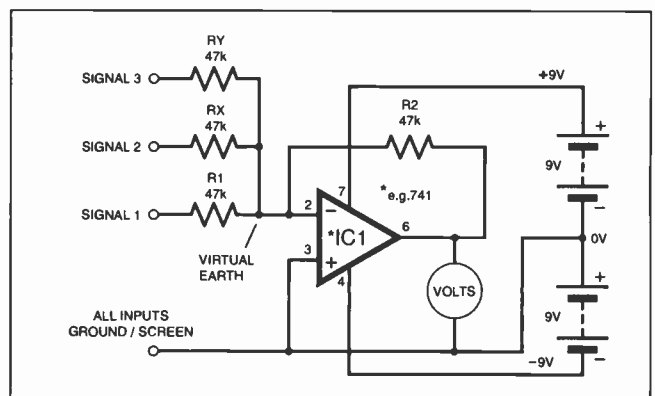 RY
47k
SIGNAL 3
+9V
RX
47k
R2
47k
SIGNAL 2
+
9V
R1
47k
7
*e.g.741
−
SIGNAL 1
2
−
*IC1
6
0V
VIRTUAL
EARTH
3
+
4
VOLTS
+
9V
ALL INPUTS
GROUND / SCREEN
−
−9V